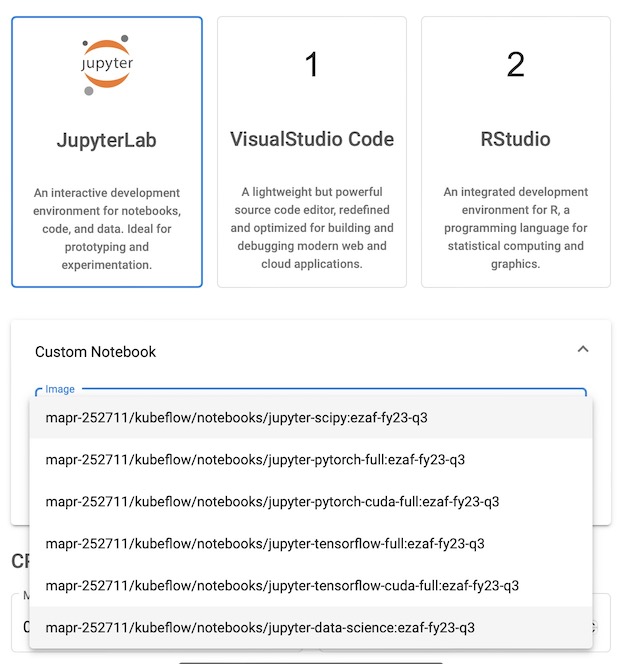 jupyter
1
2
JupyterLab
VisualStudio Code
RStudio
An interactive development
environment for notebooks,
code, and data. Ideal for
prototyping and
experimentation.
A lightweight but powerful
source code editor, redefined
and optimized for building and
debugging modern web and
cloud applications.
An integrated development
environment for R, a
programming language for
statistical computing and
graphics.
Custom Notebook
Image
mapr-252711/kubeflow/notebooks/jupyter-scipy:ezaf-fy23-q3
mapr-252711/kubeflow/notebooks/jupyter-pytorch-full:ezaf-fy23-q3
mapr-252711/kubeflow/notebooks/jupyter-pytorch-cuda-full:ezaf-fy23-q3
mapr-252711/kubeflow/notebooks/jupyter-tensorflow-full:ezaf-fy23-q3
mapr-252711/kubeflow/notebooks/jupyter-tensorflow-cuda-full:ezaf-fy23-q3
mapr-252711/kubeflow/notebooks/jupyter-data-science:ezaf-fy23-q3